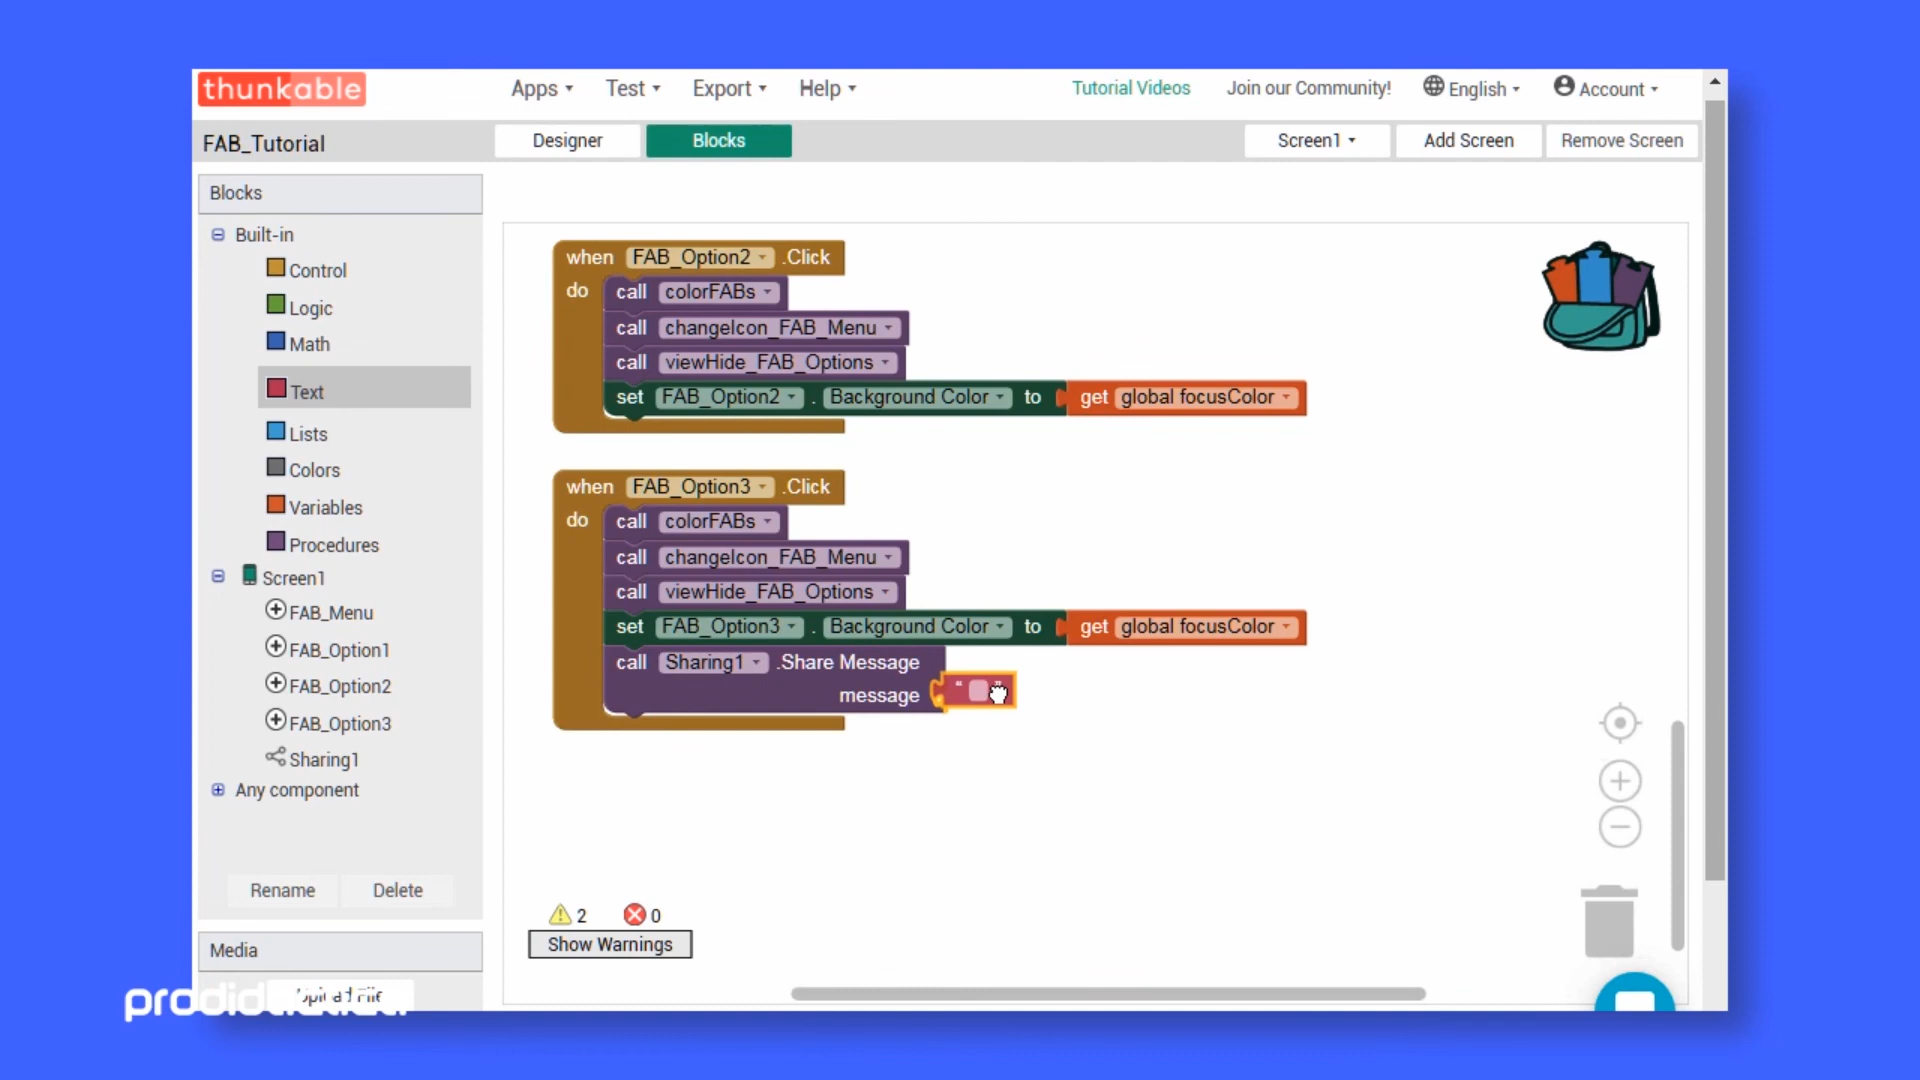 thunkable
Apps Test Export Help Tutorial Videos Join our Community! English Account
FAB_Tutorial Designer Blocks Screen1 Add Screen Remove Screen
Blocks
Built-in
Control
Logic
Math
Text
Lists
Colors
Variables
Procedures
Screen1
FAB_Menu
FAB_Option1
FAB_Option2
FAB_Option3
Sharing1
Any component
Rename Delete
Media
Upload File
when FAB_Option2 .Click
do call colorFABs
call changeIcon_FAB_Menu
call viewHide_FAB_Options
set FAB_Option2 . Background Color to get global focusColor
when FAB_Option3 .Click
do call colorFABs
call changeIcon_FAB_Menu
call viewHide_FAB_Options
set FAB_Option3 . Background Color to get global focusColor
call Sharing1 .Share Message
message “ ”
2 0
Show Warnings